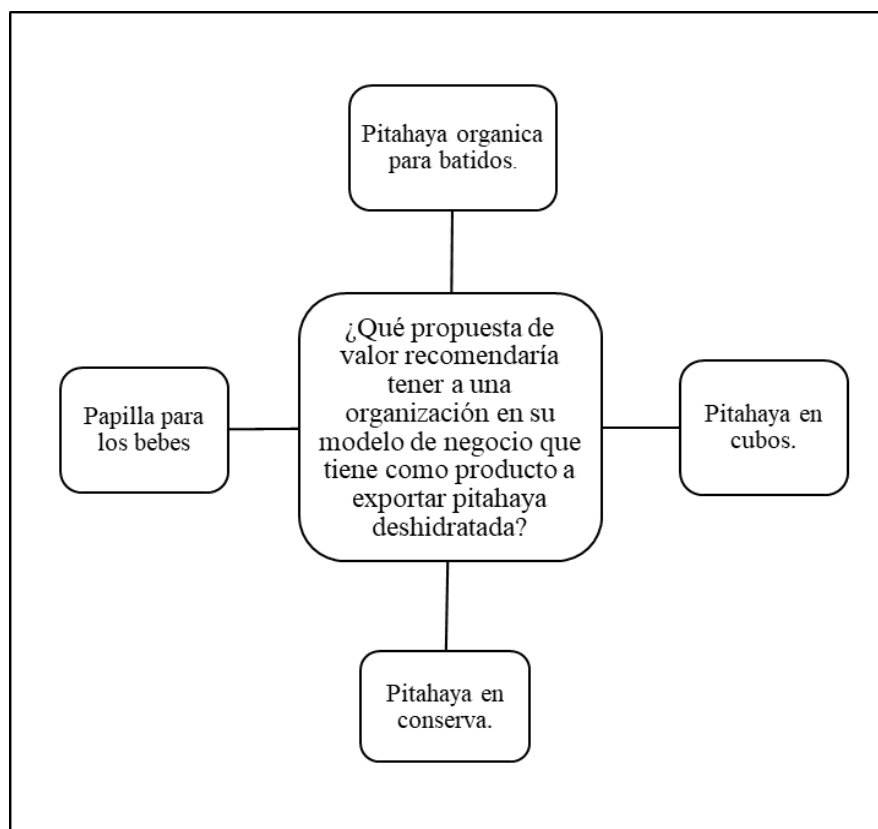 Pitahaya organica
para batidos.
¿Qué propuesta de
valor recomendaría
tener a una
organización en su
modelo de negocio que
tiene como producto a
exportar pitahaya
deshidratada?
Papilla para
los bebes
Pitahaya en
cubos.
Pitahaya en
conserva.